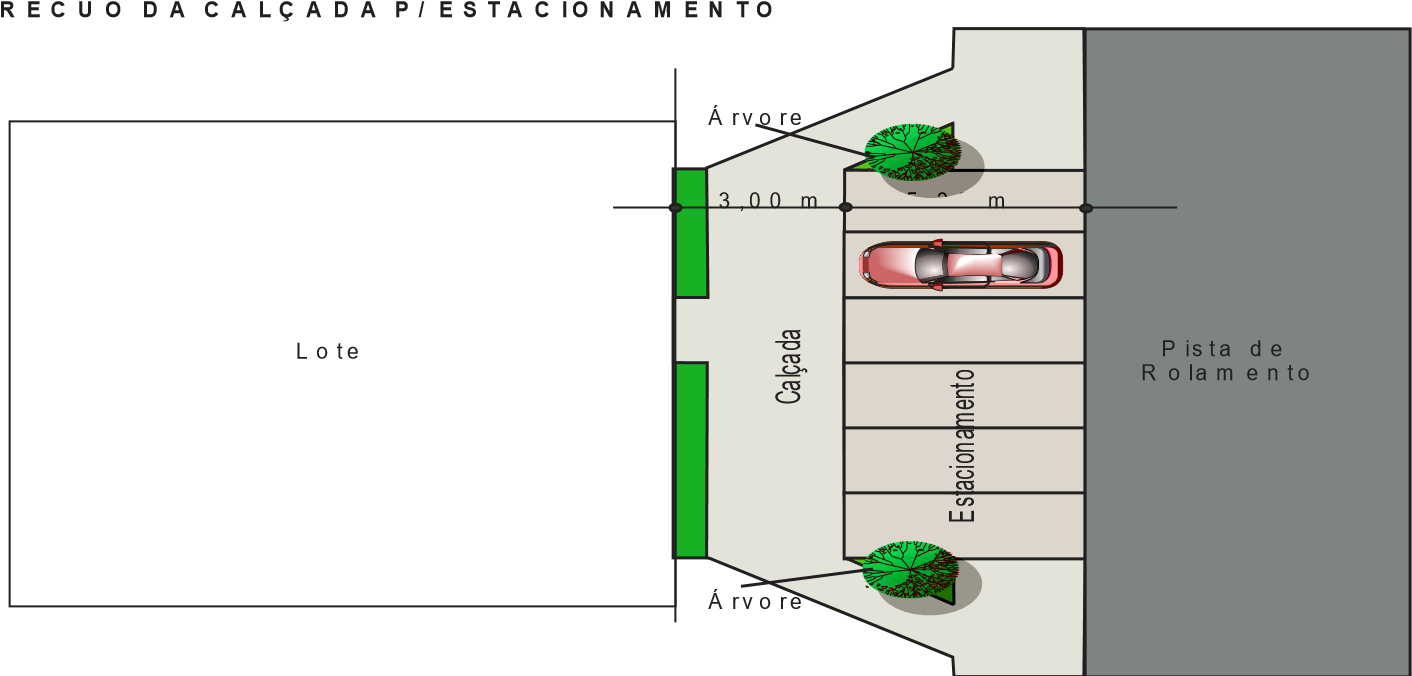 RECUO DA CALÇADA P/ ESTACIONAMENTO
Árvore
3,00 m
m
Lote
Calçada
Estacionamento
Pista de
Rolamento
Árvore